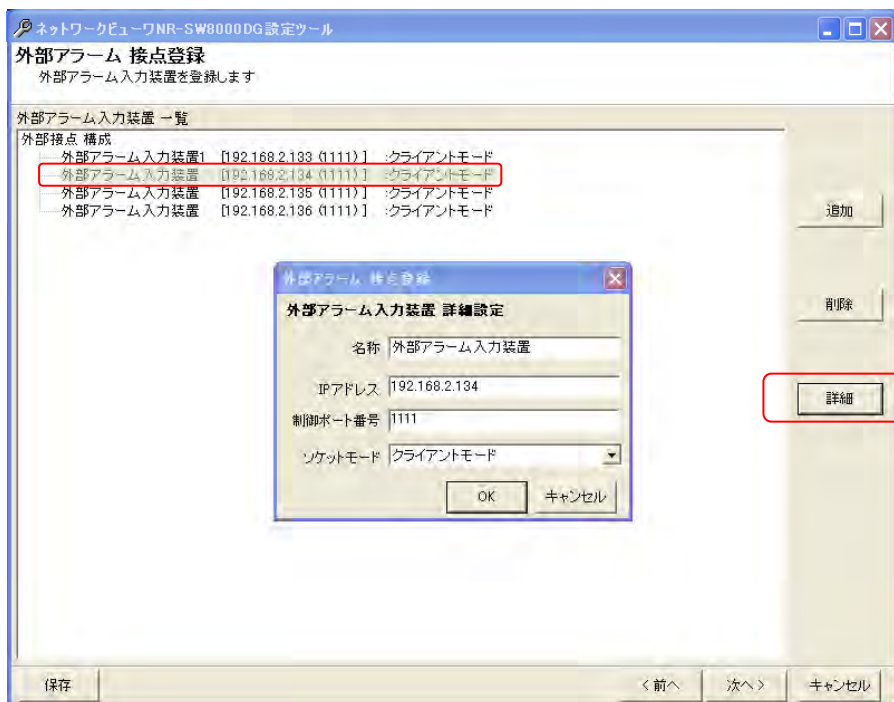 ネットワークビューワNR-SW8000DG設定ツール
外部アラーム 接点登録
外部アラーム入力装置を登録します
外部アラーム入力装置 一覧
外部接点 構成
外部アラーム入力装置1 [192.168.2.133 (1111)] :クライアントモード
外部アラーム入力装置 [192.168.2.134 (1111)] :クライアントモード
外部アラーム入力装置 [192.168.2.135 (1111)] :クライアントモード
外部アラーム入力装置 [192.168.2.136 (1111)] :クライアントモード
追加
削除
詳細
外部アラーム 接点登録
外部アラーム入力装置 詳細設定
名称 外部アラーム入力装置
IPアドレス 192.168.2.134
制御ポート番号 1111
ソケットモード クライアントモード
OK キャンセル
保存 <前へ 次へ> キャンセル